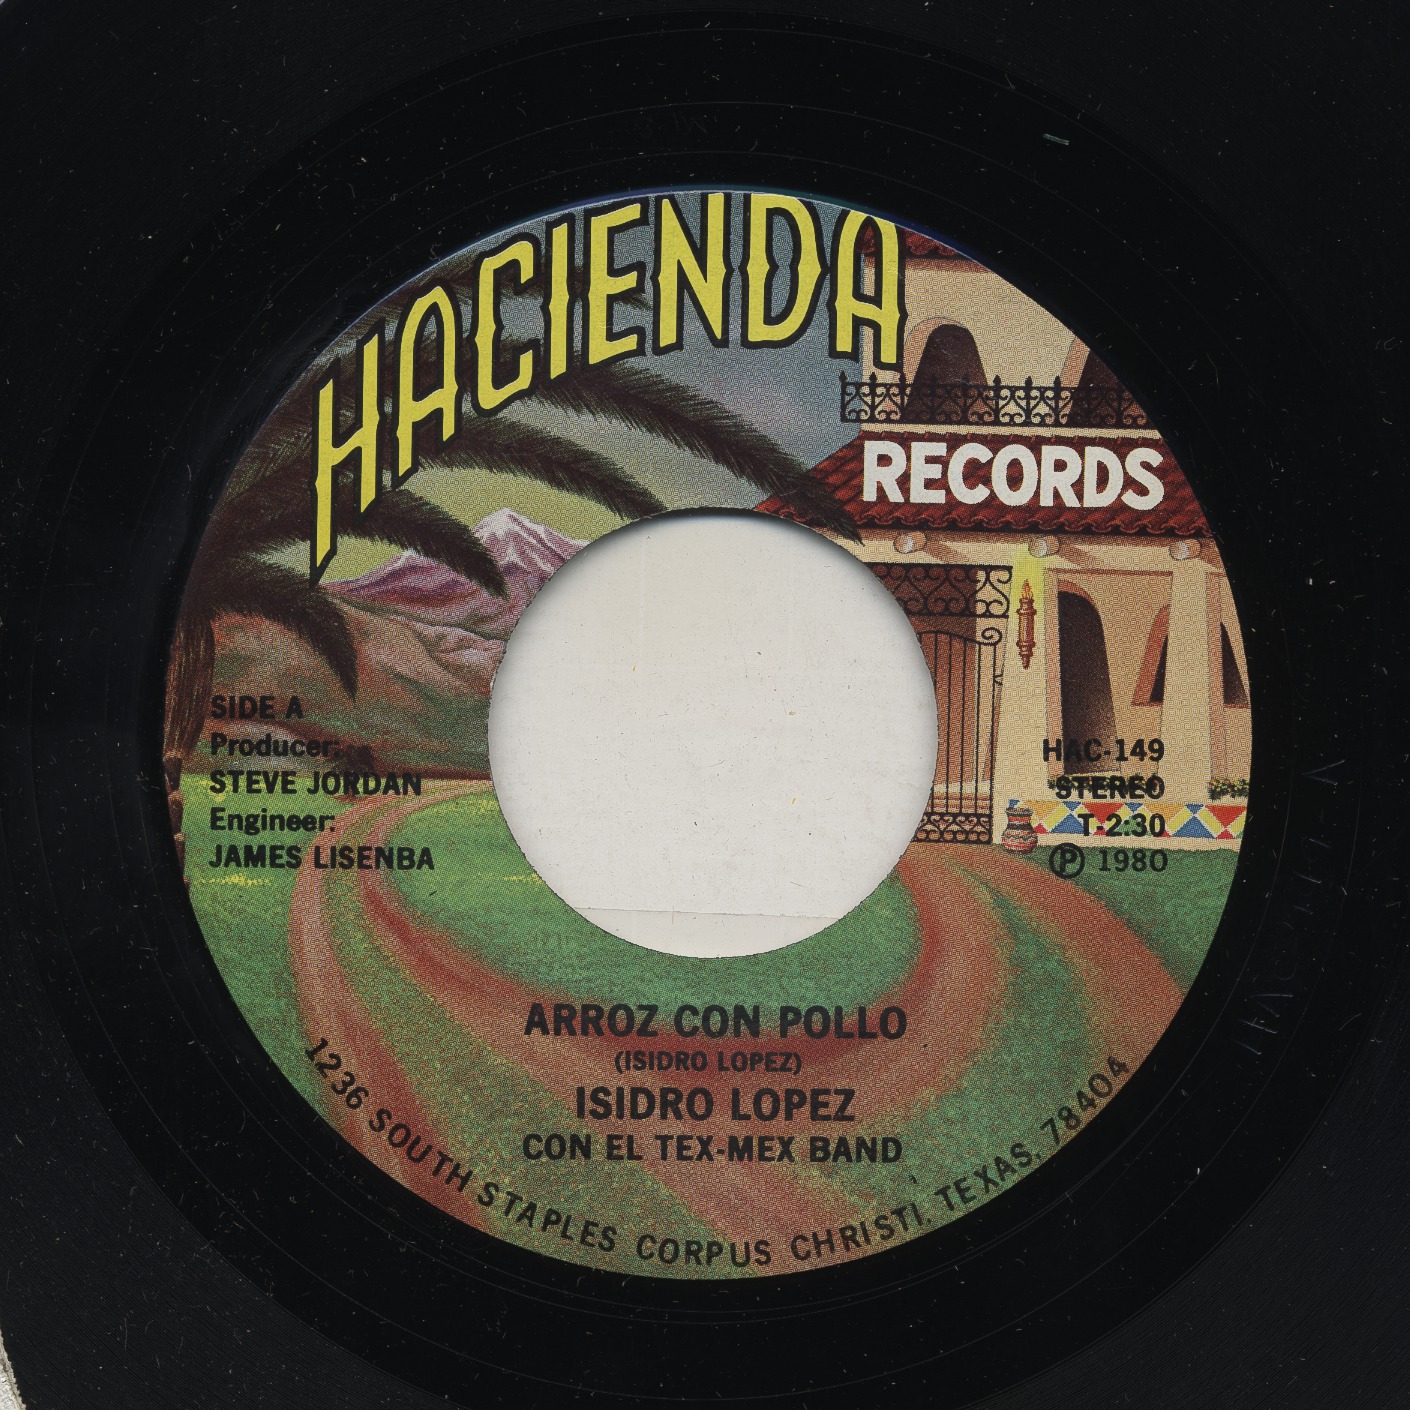 HACIENDA
RECORDS
SIDE A
Producer:
STEVE JORDAN
Engineer:
JAMES LISENBA
HAC-149
STEREO
T-2:30
Ⓟ 1980
ARROZ CON POLLO
(ISIDRO LOPEZ)
ISIDRO LOPEZ
CON EL TEX-MEX BAND
1236 SOUTH STAPLES CORPUS CHRISTI, TEXAS, 78404